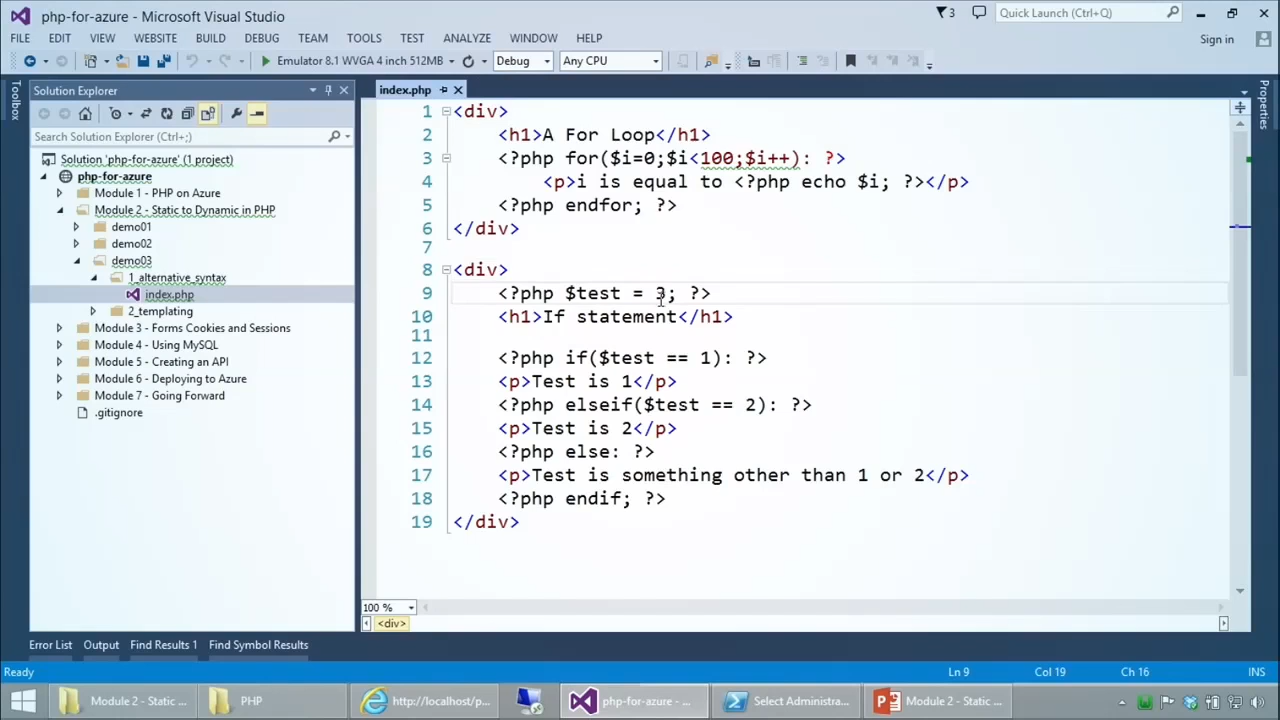 php-for-azure - Microsoft Visual Studio
3
Quick Launch (Ctrl+Q)
FILE EDIT VIEW WEBSITE BUILD DEBUG TEAM TOOLS TEST ANALYZE WINDOW HELP
Sign in
Emulator 8.1 WVGA 4 inch 512MB
Debug
Any CPU
Toolbox
Solution Explorer
Search Solution Explorer (Ctrl+;)
Solution 'php-for-azure' (1 project)
php-for-azure
Module 1 - PHP on Azure
Module 2 - Static to Dynamic in PHP
demo01
demo02
demo03
1_alternative_syntax
index.php
2_templating
Module 3 - Forms Cookies and Sessions
Module 4 - Using MySQL
Module 5 - Creating an API
Module 6 - Deploying to Azure
Module 7 - Going Forward
.gitignore
index.php
1 <div>
2 <h1>A For Loop</h1>
3 <?php for($i=0;$i<100;$i++): ?>
4 <p>i is equal to <?php echo $i; ?></p>
5 <?php endfor; ?>
6 </div>
7
8 <div>
9 <?php $test = 3; ?>
10 <h1>If statement</h1>
11
12 <?php if($test == 1): ?>
13 <p>Test is 1</p>
14 <?php elseif($test == 2): ?>
15 <p>Test is 2</p>
16 <?php else: ?>
17 <p>Test is something other than 1 or 2</p>
18 <?php endif; ?>
19 </div>
100 %
<div>
Properties
Error List Output Find Results 1 Find Symbol Results
Ready
Ln 9 Col 19 Ch 16 INS
Module 2 - Static ...
PHP
http://localhost/p...
php-for-azure - ...
Select Administra...
Module 2 - Static ...